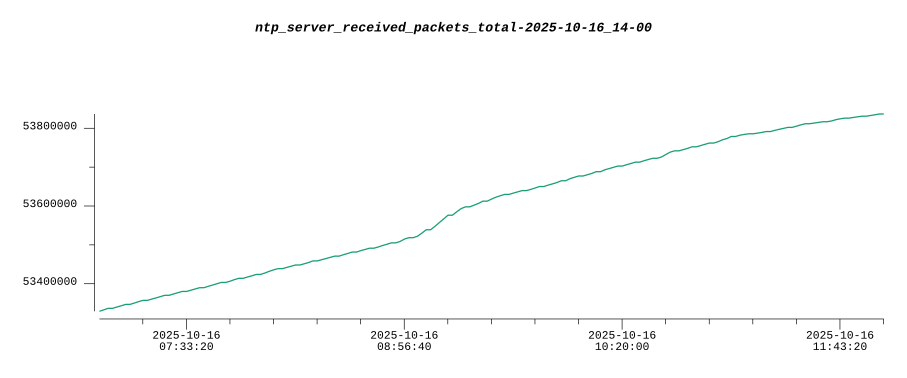 ntp_server_received_packets_total-2025-10-16_14-00
53800000
53600000
53400000
2025-10-16 2025-10-16 2025-10-16 2025-10-16
07:33:20 08:56:40 10:20:00 11:43:20